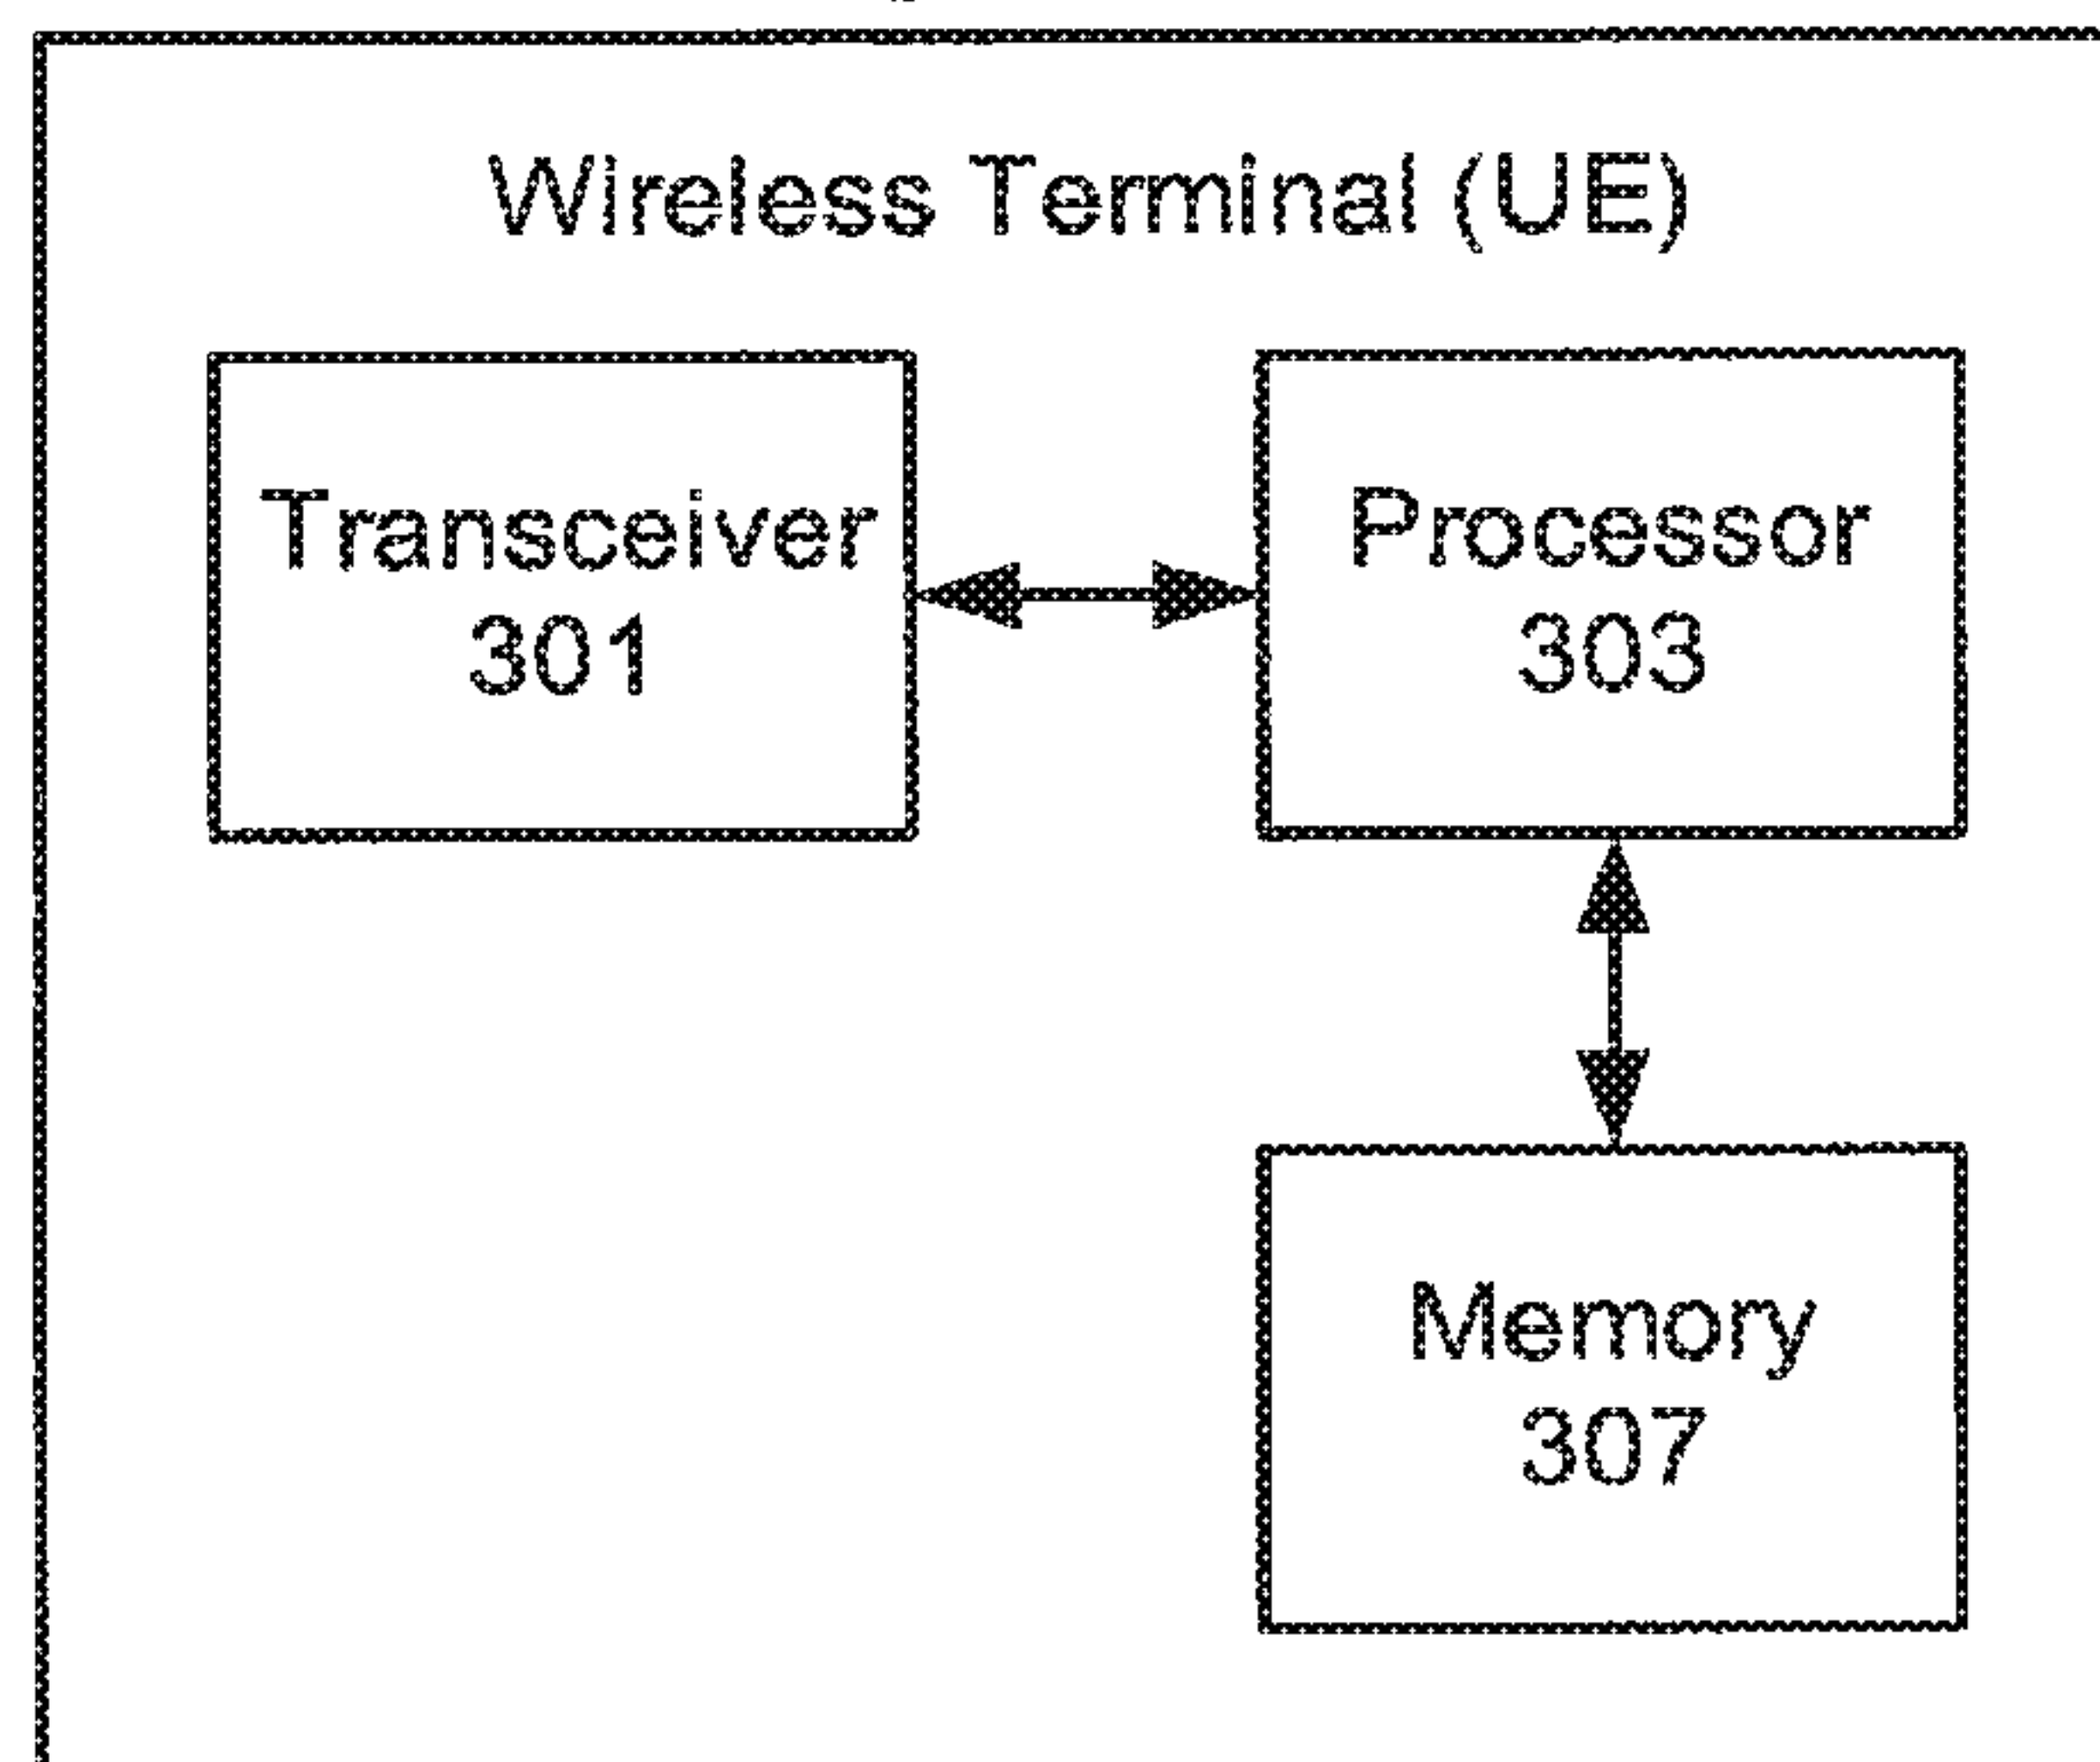 Wireless Terminal (UE)
Transceiver
301
Processor
303
Memory
307